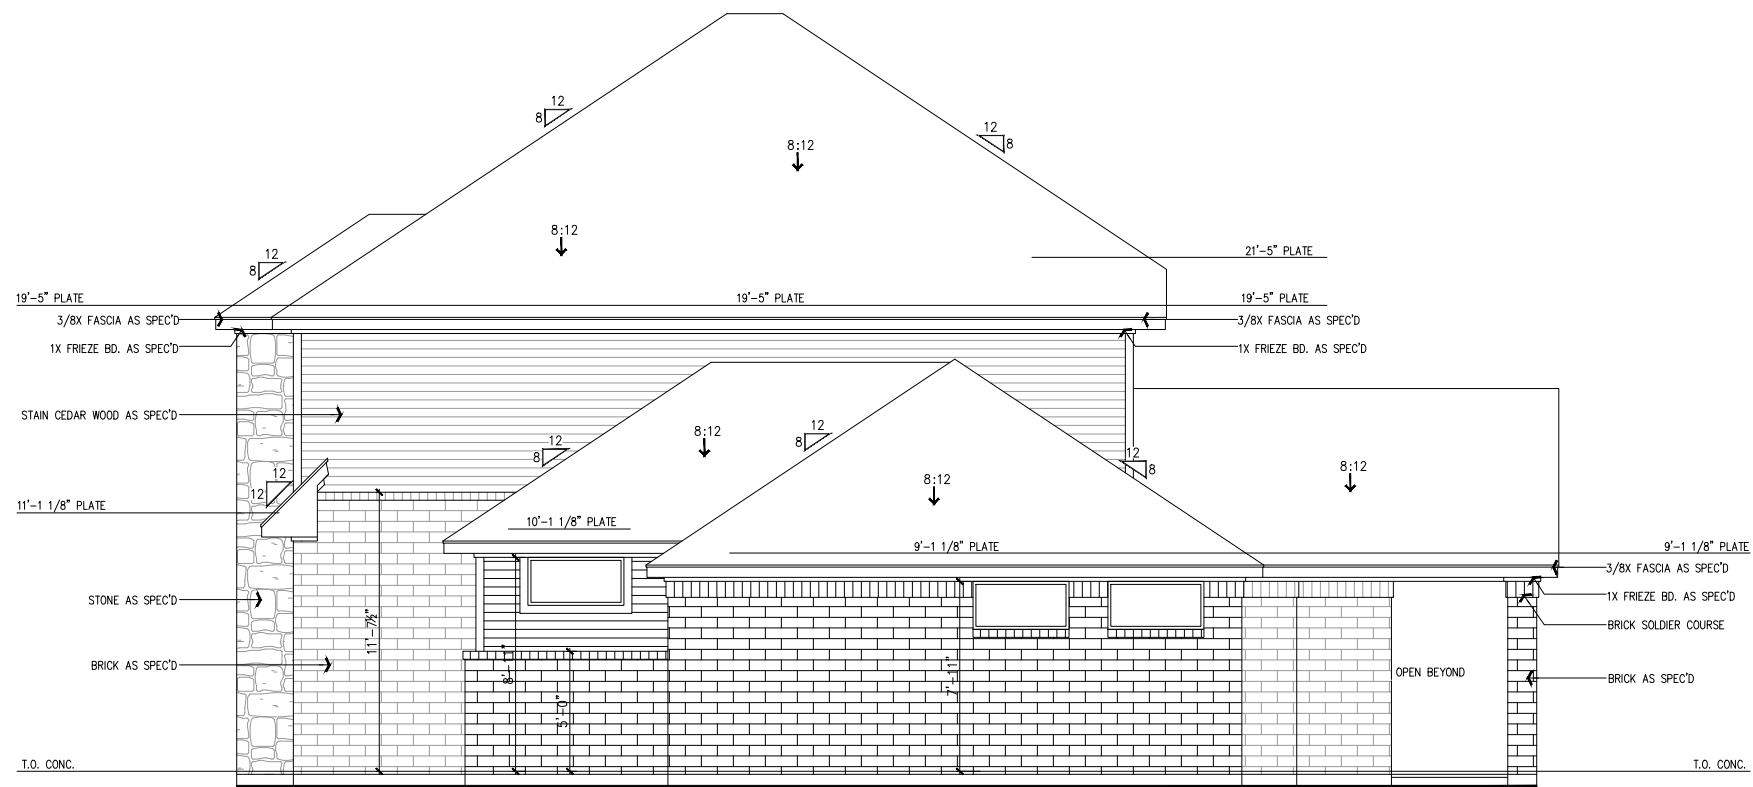 12
8
12
8
8:12
8:12
12
8
21'-5" PLATE
19'-5" PLATE
19'-5" PLATE
19'-5" PLATE
3/8X FASCIA AS SPEC'D
3/8X FASCIA AS SPEC'D
1X FRIEZE BD. AS SPEC'D
1X FRIEZE BD. AS SPEC'D
STAIN CEDAR WOOD AS SPEC'D
12
8
8:12
12
8
12
8
8:12
8:12
12
12
11'-1 1/8" PLATE
10'-1 1/8" PLATE
9'-1 1/8" PLATE
9'-1 1/8" PLATE
3/8X FASCIA AS SPEC'D
1X FRIEZE BD. AS SPEC'D
STONE AS SPEC'D
BRICK SOLDIER COURSE
11'-7½"
8'-11"
7'-11"
5'-0"
BRICK AS SPEC'D
OPEN BEYOND
BRICK AS SPEC'D
T.O. CONC.
T.O. CONC.